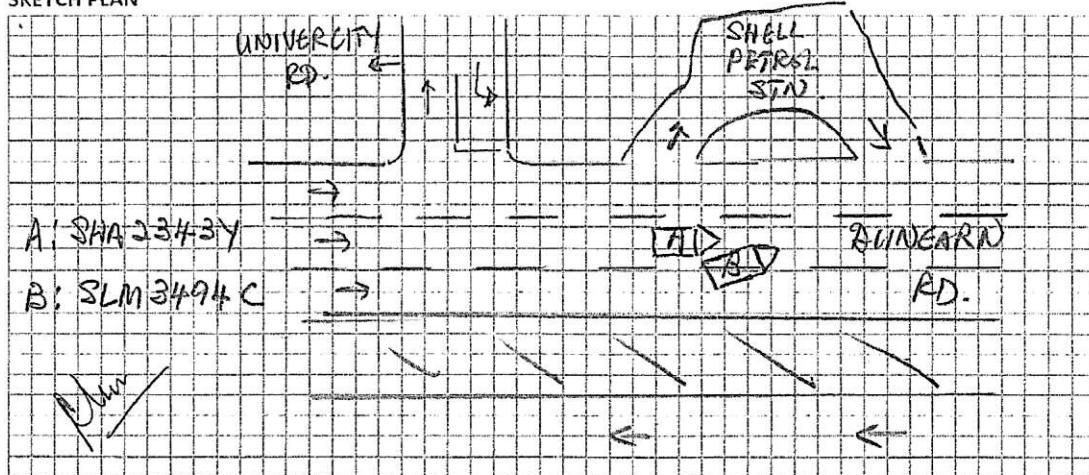 SKETCH PLAN
UNIVERCITY
RD.
SHELL
PETROL
STN.
A: SHA2343Y
B: SLM3494C
A
B
DUNEARN
RD.